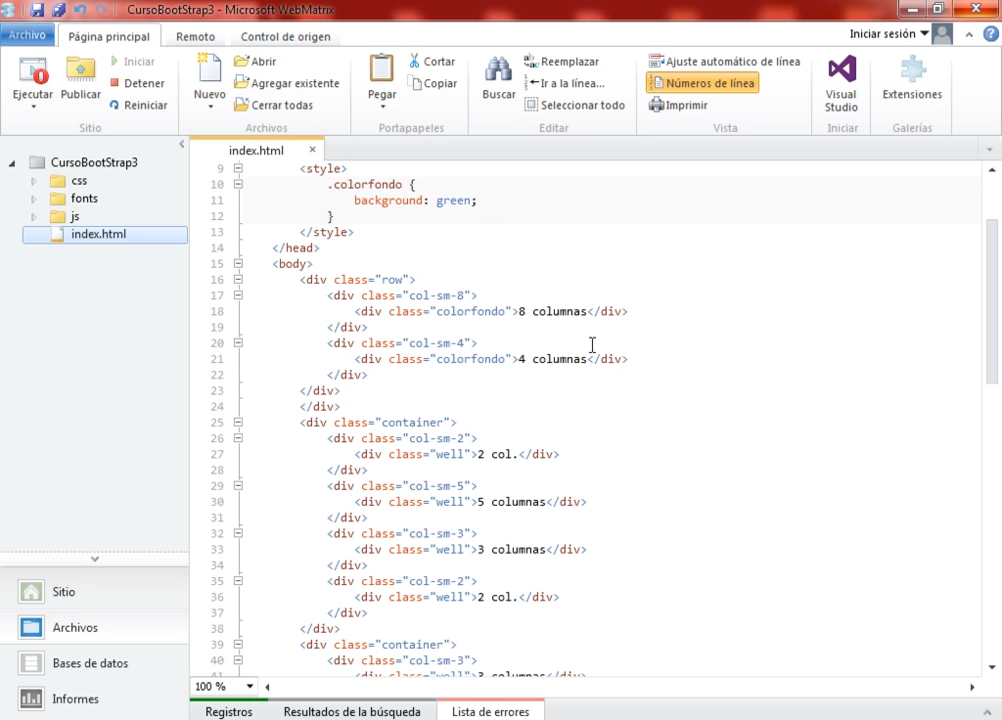 CursoBootStrap3 - Microsoft WebMatrix
Archivo
Página principal
Remoto
Control de origen
Iniciar sesión
Ejecutar
Publicar
Iniciar
Detener
Reiniciar
Sitio
Nuevo
Abrir
Agregar existente
Cerrar todas
Archivos
Pegar
Cortar
Copiar
Portapapeles
Buscar
Reemplazar
Ir a la línea...
Seleccionar todo
Editar
Ajuste automático de línea
Números de línea
Imprimir
Vista
Visual
Studio
Iniciar
Extensiones
Galerías
CursoBootStrap3
css
fonts
js
index.html
Sitio
Archivos
Bases de datos
Informes
index.html
9 <style>
10 .colorfondo {
11 background: green;
12 }
13 </style>
14 </head>
15 <body>
16 <div class="row">
17 <div class="col-sm-8">
18 <div class="colorfondo">8 columnas</div>
19 </div>
20 <div class="col-sm-4">
21 <div class="colorfondo">4 columnas</div>
22 </div>
23 </div>
24 </div>
25 <div class="container">
26 <div class="col-sm-2">
27 <div class="well">2 col.</div>
28 </div>
29 <div class="col-sm-5">
30 <div class="well">5 columnas</div>
31 </div>
32 <div class="col-sm-3">
33 <div class="well">3 columnas</div>
34 </div>
35 <div class="col-sm-2">
36 <div class="well">2 col.</div>
37 </div>
38 </div>
39 <div class="container">
40 <div class="col-sm-3">
41 <div class="well">3 columnas</div>
100 %
Registros
Resultados de la búsqueda
Lista de errores